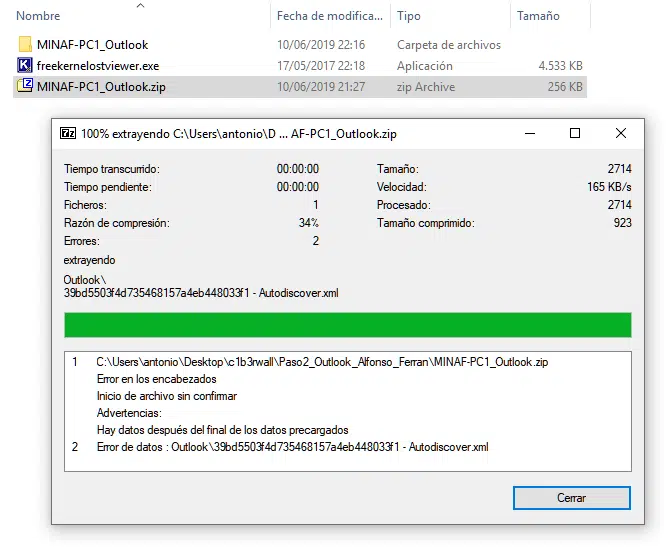 Nombre Fecha de modifica... Tipo Tamaño
MINAF-PC1_Outlook 10/06/2019 22:16 Carpeta de archivos
freekernelostviewer.exe 17/05/2017 22:18 Aplicación 4.533 KB
MINAF-PC1_Outlook.zip 10/06/2019 21:27 zip Archive 256 KB
7z 100% extrayendo C:\Users\antonio\D ... AF-PC1_Outlook.zip
Tiempo transcurrido: 00:00:00 Tamaño: 2714
Tiempo pendiente: 00:00:00 Velocidad: 165 KB/s
Ficheros: 1 Procesado: 2714
Razón de compresión: 34% Tamaño comprimido: 923
Errores: 2
extrayendo
Outlook\
39bd5503f4d735468157a4eb448033f1 - Autodiscover.xml
1 C:\Users\antonio\Desktop\c1b3rwall\Paso2_Outlook_Alfonso_Ferran\MINAF-PC1_Outlook.zip
Error en los encabezados
Inicio de archivo sin confirmar
Advertencias:
Hay datos después del final de los datos precargados
2 Error de datos : Outlook\39bd5503f4d735468157a4eb448033f1 - Autodiscover.xml
Cerrar